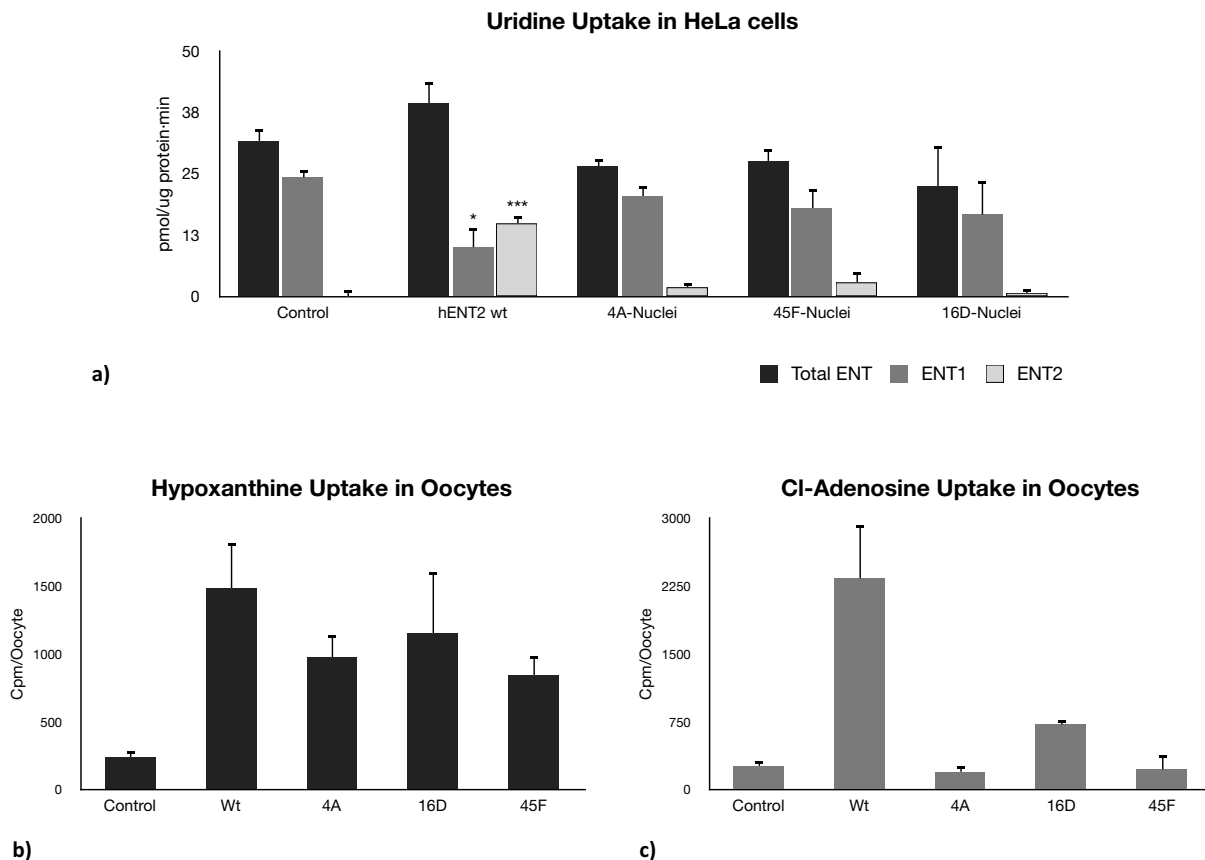 Uridine Uptake in HeLa cells
pmol/ug protein·min
50
38
25
13
0
*
***
Control
hENT2 wt
4A-Nuclei
45F-Nuclei
16D-Nuclei
a)
Total ENT
ENT1
ENT2
Hypoxanthine Uptake in Oocytes
Cpm/Oocyte
2000
1500
1000
500
0
Control
Wt
4A
16D
45F
b)
Cl-Adenosine Uptake in Oocytes
Cpm/Oocyte
3000
2250
1500
750
0
Control
Wt
4A
16D
45F
c)